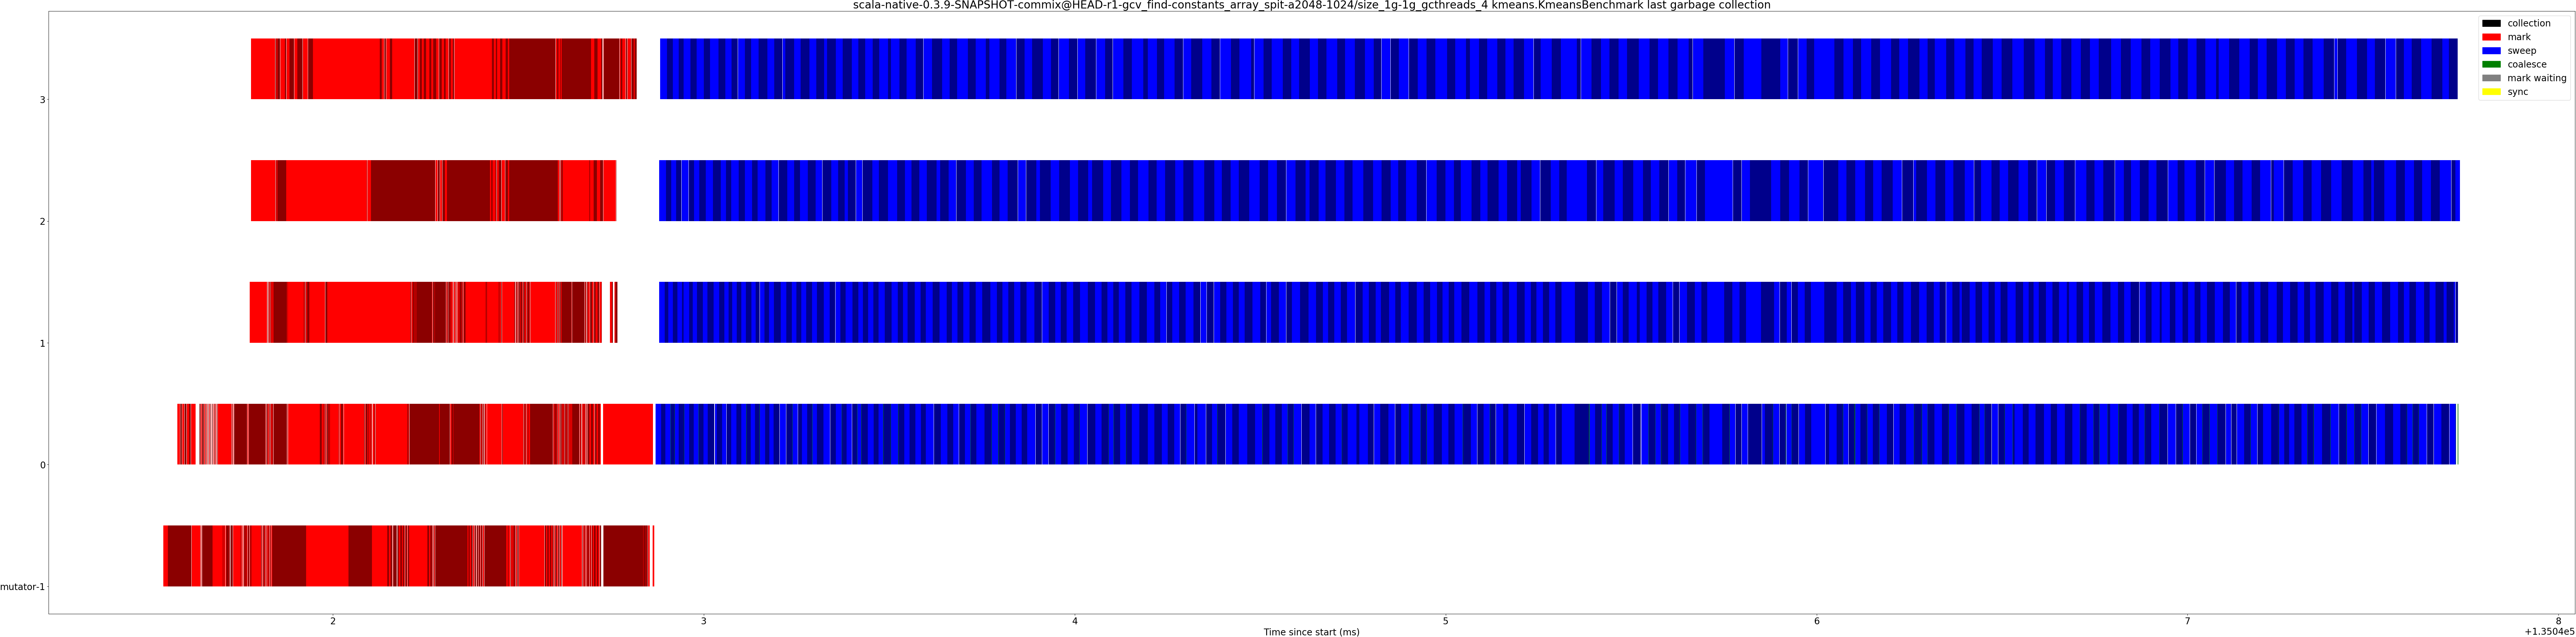 scala-native-0.3.9-SNAPSHOT-commix@HEAD-r1-gcv_find-constants_array_spit-a2048-1024/size_1g-1g_gcthreads_4 kmeans.KmeansBenchmark last garbage collection
collection
mark
sweep
coalesce
mark waiting
sync
3
2
1
0
mutator-1
2 3 4 5 6 7 8
Time since start (ms)
+1.3504e5